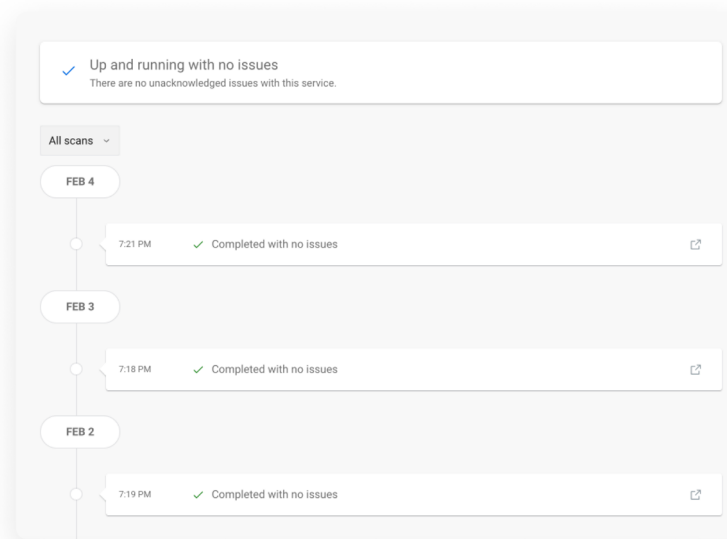 Up and running with no issues
There are no unacknowledged issues with this service.
All scans
FEB 4
7:21 PM Completed with no issues
FEB 3
7:18 PM Completed with no issues
FEB 2
7:19 PM Completed with no issues